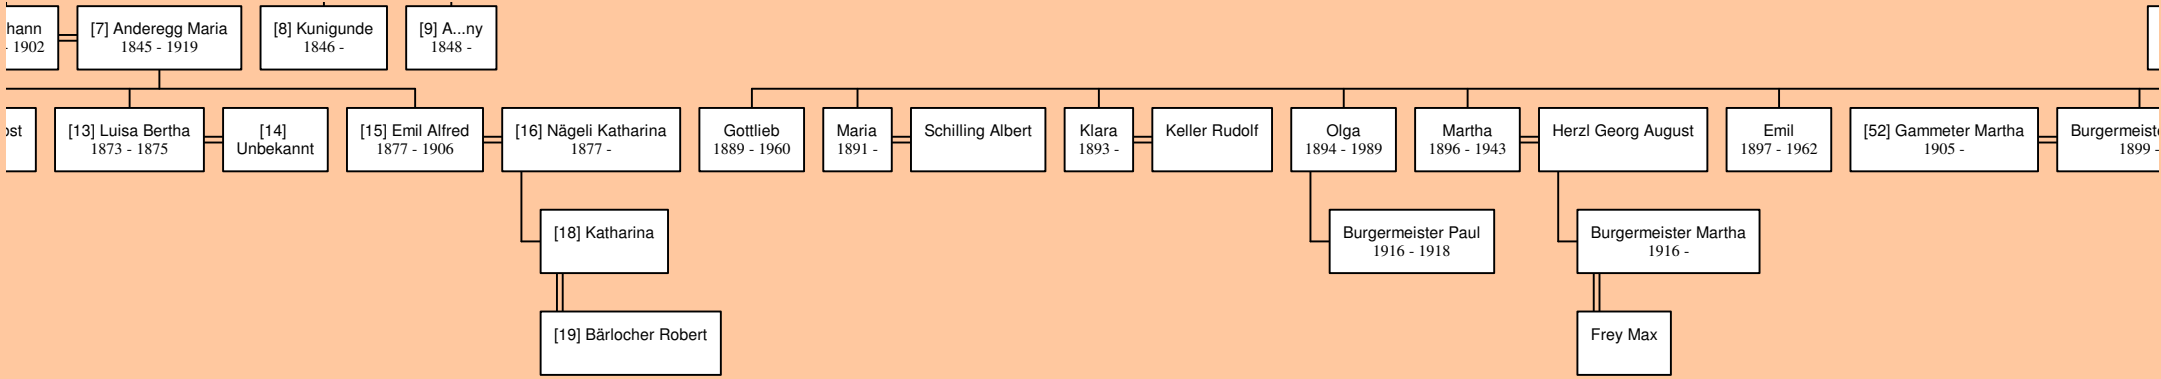 hann
- 1902
[7] Anderegg Maria
1845 - 1919
[8] Kunigunde
1846 -
[9] A...ny
1848 -
[13] Luisa Bertha
1873 - 1875
[14]
Unbekannt
[15] Emil Alfred
1877 - 1906
[16] Nägeli Katharina
1877 -
Gottlieb
1889 - 1960
Maria
1891 -
Schilling Albert
Klara
1893 -
Keller Rudolf
Olga
1894 - 1989
Martha
1896 - 1943
Herzl Georg August
Emil
1897 - 1962
[52] Gammeter Martha
1905 -
Burgermeiste
1899 -
[18] Katharina
Burgermeister Paul
1916 - 1918
Burgermeister Martha
1916 -
[19] Bärlocher Robert
Frey Max